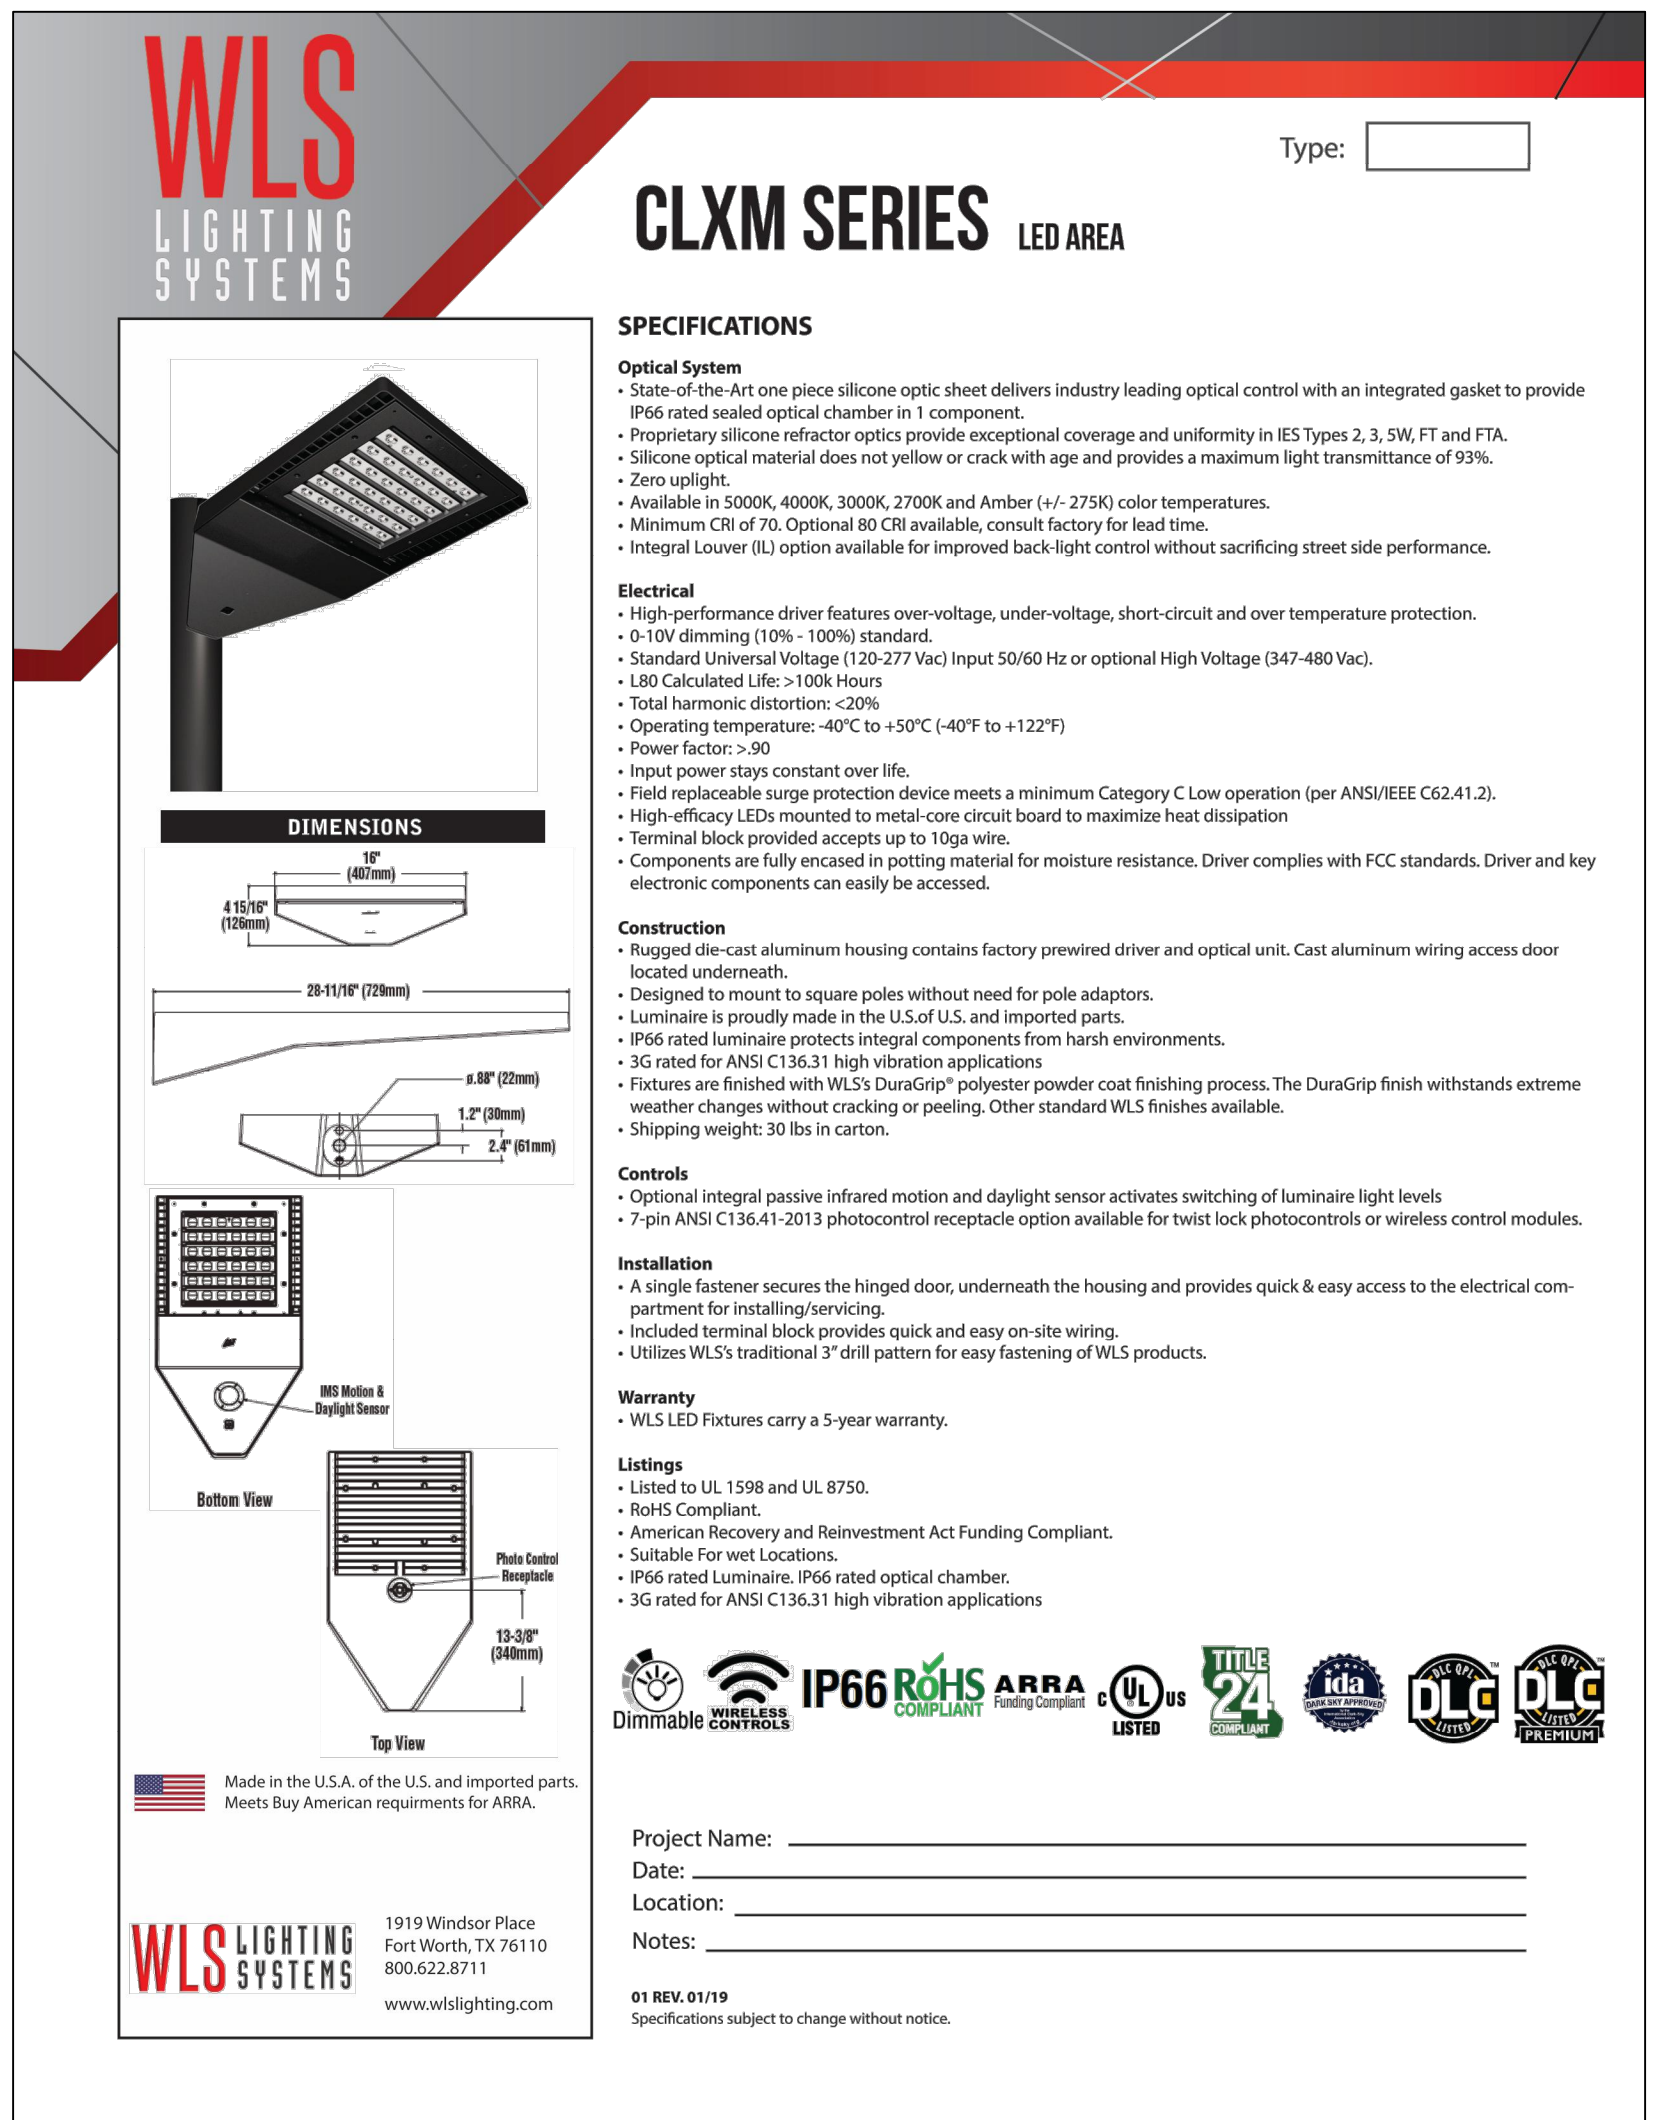 WLS
LIGHTING
SYSTEMS
Type:
CLXM SERIES LED AREA
SPECIFICATIONS
Optical System
• State-of-the-Art one piece silicone optic sheet delivers industry leading optical control with an integrated gasket to provide
IP66 rated sealed optical chamber in 1 component.
• Proprietary silicone refractor optics provide exceptional coverage and uniformity in IES Types 2, 3, 5W, FT and FTA.
• Silicone optical material does not yellow or crack with age and provides a maximum light transmittance of 93%.
• Zero uplight.
• Available in 5000K, 4000K, 3000K, 2700K and Amber (+/- 275K) color temperatures.
• Minimum CRI of 70. Optional 80 CRI available, consult factory for lead time.
• Integral Louver (IL) option available for improved back-light control without sacrificing street side performance.
Electrical
• High-performance driver features over-voltage, under-voltage, short-circuit and over temperature protection.
• 0-10V dimming (10% - 100%) standard.
• Standard Universal Voltage (120-277 Vac) Input 50/60 Hz or optional High Voltage (347-480 Vac).
• L80 Calculated Life: >100k Hours
• Total harmonic distortion: <20%
• Operating temperature: -40°C to +50°C (-40°F to +122°F)
• Power factor: >.90
• Input power stays constant over life.
• Field replaceable surge protection device meets a minimum Category C Low operation (per ANSI/IEEE C62.41.2).
• High-efficacy LEDs mounted to metal-core circuit board to maximize heat dissipation
• Terminal block provided accepts up to 10ga wire.
• Components are fully encased in potting material for moisture resistance. Driver complies with FCC standards. Driver and key
electronic components can easily be accessed.
Construction
• Rugged die-cast aluminum housing contains factory prewired driver and optical unit. Cast aluminum wiring access door
located underneath.
• Designed to mount to square poles without need for pole adaptors.
• Luminaire is proudly made in the U.S.of U.S. and imported parts.
• IP66 rated luminaire protects integral components from harsh environments.
• 3G rated for ANSI C136.31 high vibration applications
• Fixtures are finished with WLS's DuraGrip® polyester powder coat finishing process. The DuraGrip finish withstands extreme
weather changes without cracking or peeling. Other standard WLS finishes available.
• Shipping weight: 30 lbs in carton.
Controls
• Optional integral passive infrared motion and daylight sensor activates switching of luminaire light levels
• 7-pin ANSI C136.41-2013 photocontrol receptacle option available for twist lock photocontrols or wireless control modules.
Installation
• A single fastener secures the hinged door, underneath the housing and provides quick & easy access to the electrical com-
partment for installing/servicing.
• Included terminal block provides quick and easy on-site wiring.
• Utilizes WLS's traditional 3" drill pattern for easy fastening of WLS products.
Warranty
• WLS LED Fixtures carry a 5-year warranty.
Listings
• Listed to UL 1598 and UL 8750.
• RoHS Compliant.
• American Recovery and Reinvestment Act Funding Compliant.
• Suitable For wet Locations.
• IP66 rated Luminaire. IP66 rated optical chamber.
• 3G rated for ANSI C136.31 high vibration applications
Dimmable
WIRELESS
CONTROLS
IP66
RoHS
COMPLIANT
ARRA
Funding Compliant
C UL US
LISTED
TITLE
24
COMPLIANT
ida
DARK SKY APPROVED
DLC QPL
DLC
LISTED
TM
DLC QPL
DLC
LISTED
PREMIUM
TM
DIMENSIONS
16"
(407mm)
4 15/16"
(126mm)
28-11/16" (729mm)
ø.88" (22mm)
1.2" (30mm)
2.4" (61mm)
IMS Motion &
Daylight Sensor
Bottom View
Photo Control
Receptacle
13-3/8"
(340mm)
Top View
Made in the U.S.A. of the U.S. and imported parts.
Meets Buy American requirments for ARRA.
WLS LIGHTING
SYSTEMS
1919 Windsor Place
Fort Worth, TX 76110
800.622.8711
www.wlslighting.com
Project Name:
Date:
Location:
Notes:
01 REV. 01/19
Specifications subject to change without notice.